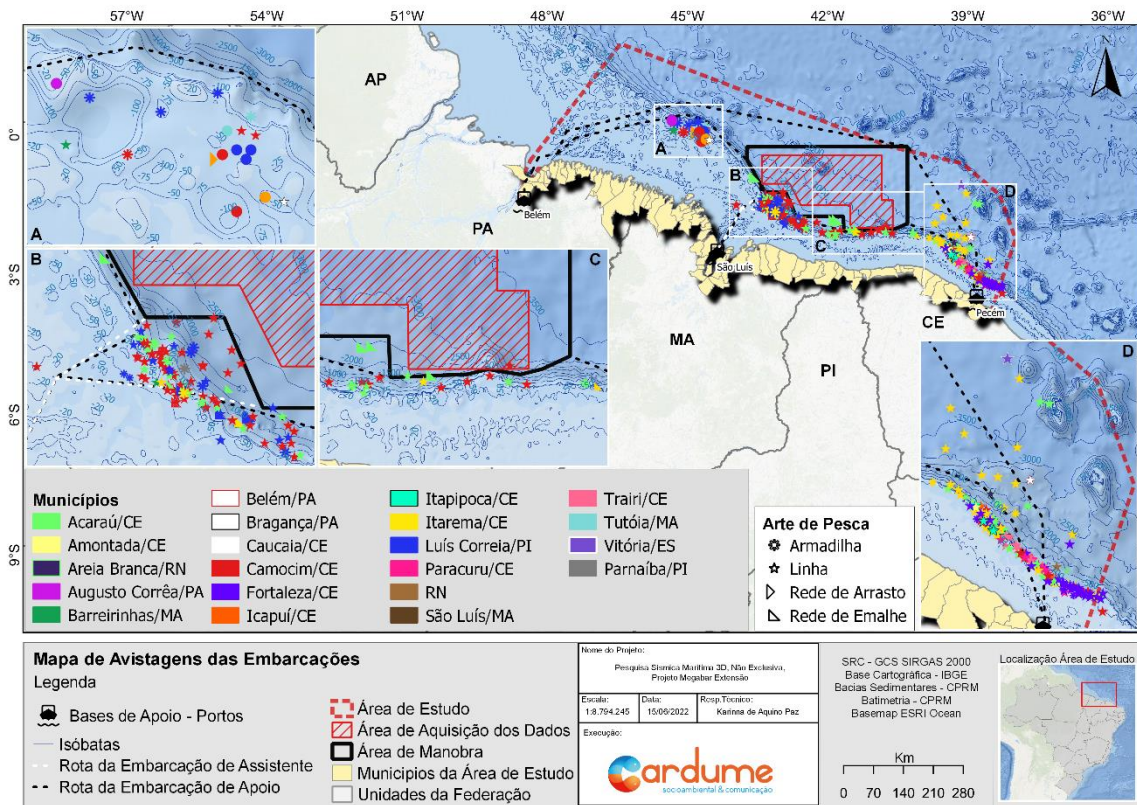 57°W 54°W 51°W 48°W 45°W 42°W 39°W 36°W
0°
3°S
6°S
9°S
N
AP
PA
MA
PI
CE
Belém
São Luís
Pecém
A
B
C
D
A
B
C
D
Municípios
Acaraú/CE
Amontada/CE
Areia Branca/RN
Augusto Corrêa/PA
Barreirinhas/MA
Belém/PA
Bragança/PA
Caucaia/CE
Camocim/CE
Fortaleza/CE
Icapuí/CE
Itapipoca/CE
Itarema/CE
Luís Correia/PI
Paracuru/CE
RN
São Luís/MA
Trairi/CE
Tutóia/MA
Vitória/ES
Parnaíba/PI
Arte de Pesca
Armadilha
Linha
Rede de Arrasto
Rede de Emalhe
Mapa de Avistagens das Embarcações
Legenda
Bases de Apoio - Portos
Isóbatas
Rota da Embarcação de Assistente
Rota da Embarcação de Apoio
Área de Estudo
Área de Aquisição dos Dados
Área de Manobra
Municípios da Área de Estudo
Unidades da Federação
Nome do Projeto:
Pesquisa Sísmica Marítima 3D, Não Exclusiva,
Projeto Megabar Extensão
Escala: Data: Resp.Técnico:
1:8.794.245 15/06/2022 Karinna de Aquino Paz
Execução:
Cardume
socioambiental & comunicação
SRC - GCS SIRGAS 2000
Base Cartográfica - IBGE
Bacias Sedimentares - CPRM
Batimetria - CPRM
Basemap ESRI Ocean
Km
0 70 140 210 280
Localização Área de Estudo